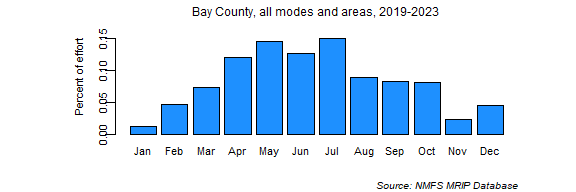 Bay County, all modes and areas, 2019-2023
Percent of effort
0.15
0.10
0.05
0.00
Jan Feb Mar Apr May Jun Jul Aug Sep Oct Nov Dec
Source: NMFS MRIP Database